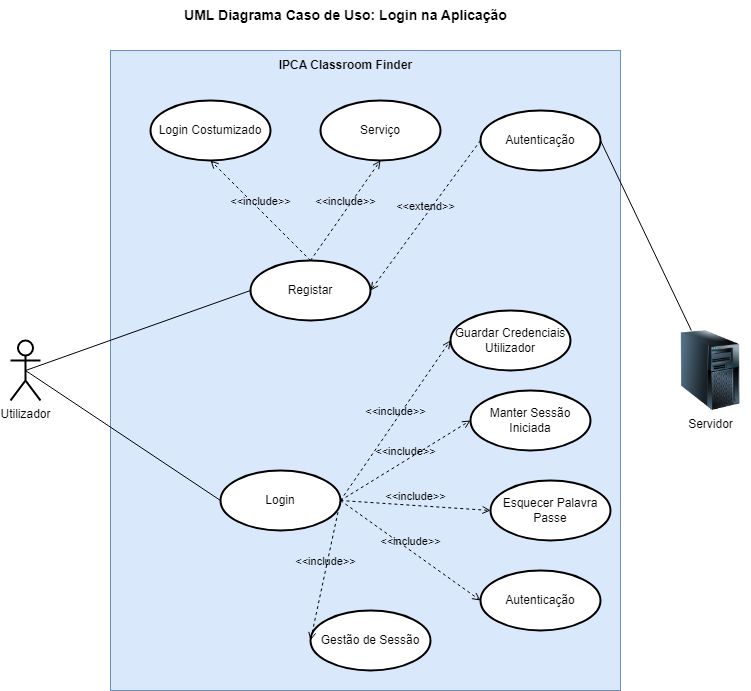 UML Diagrama Caso de Uso: Login na Aplicação
IPCA Classroom Finder
Login Costumizado
Serviço
Autenticação
<<include>>
<<include>>
<<extend>>
Registar
Guardar Credenciais
Utilizador
Utilizador
<<include>>
Manter Sessão
Iniciada
Servidor
<<include>>
Login
<<include>>
Esquecer Palavra
Passe
<<include>>
<<include>>
Autenticação
Gestão de Sessão